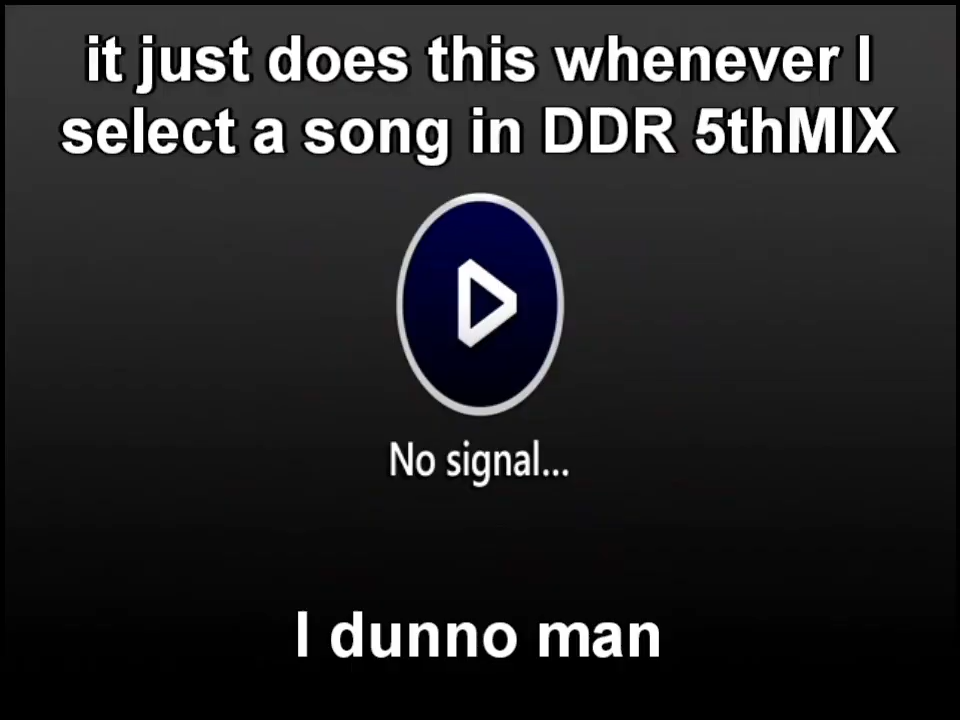 it just does this whenever I
select a song in DDR 5thMIX
No signal...
I dunno man